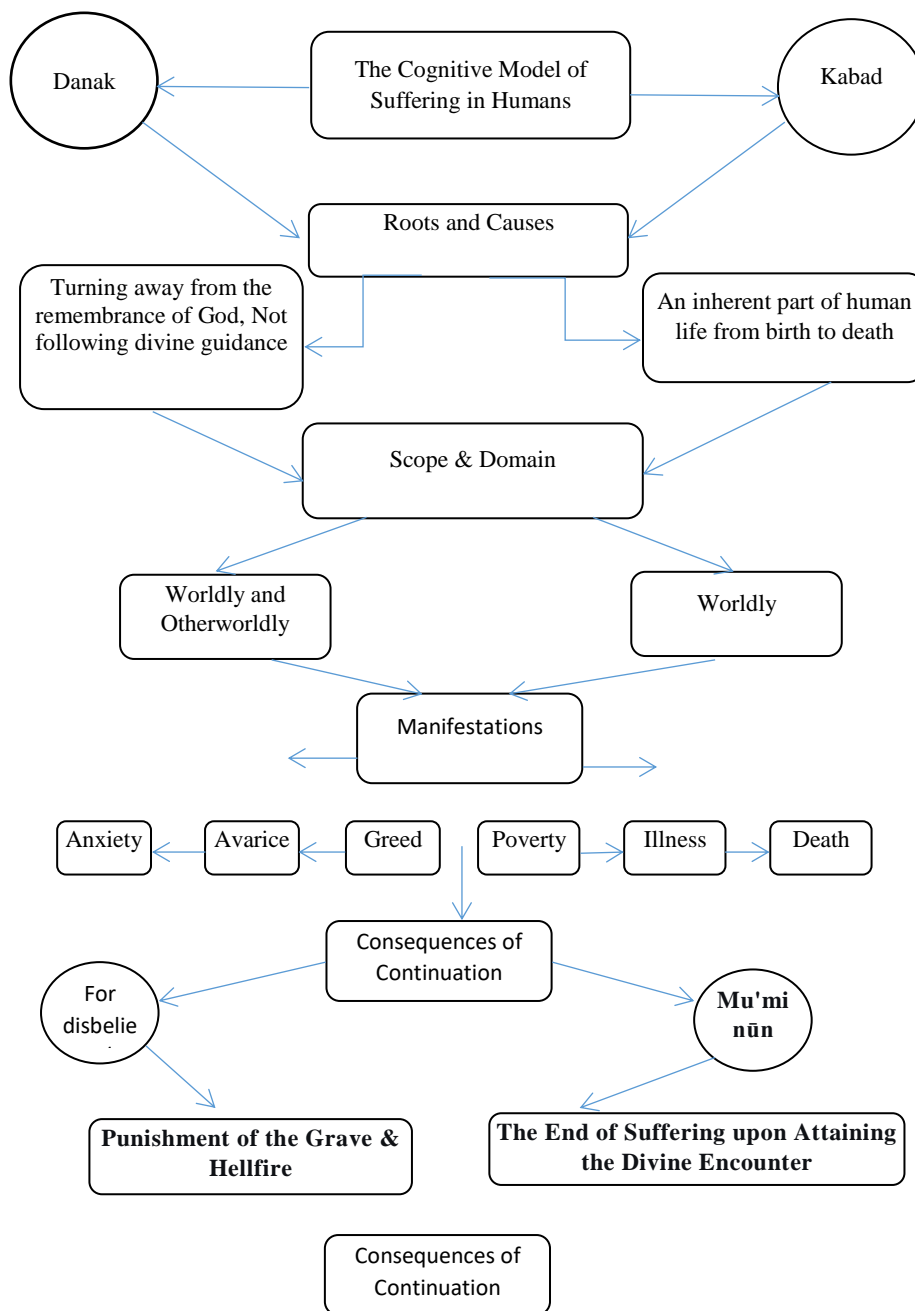 Danak
The Cognitive Model of
Suffering in Humans
Kabad
Roots and Causes
Turning away from the
remembrance of God, Not
following divine guidance
An inherent part of human
life from birth to death
Scope & Domain
Worldly and
Otherworldly
Worldly
Manifestations
Anxiety
Avarice
Greed
Poverty
Illness
Death
Consequences of
Continuation
For
disbelie
Mu'mi
nūn
Punishment of the Grave &
Hellfire
The End of Suffering upon Attaining
the Divine Encounter
Consequences of
Continuation